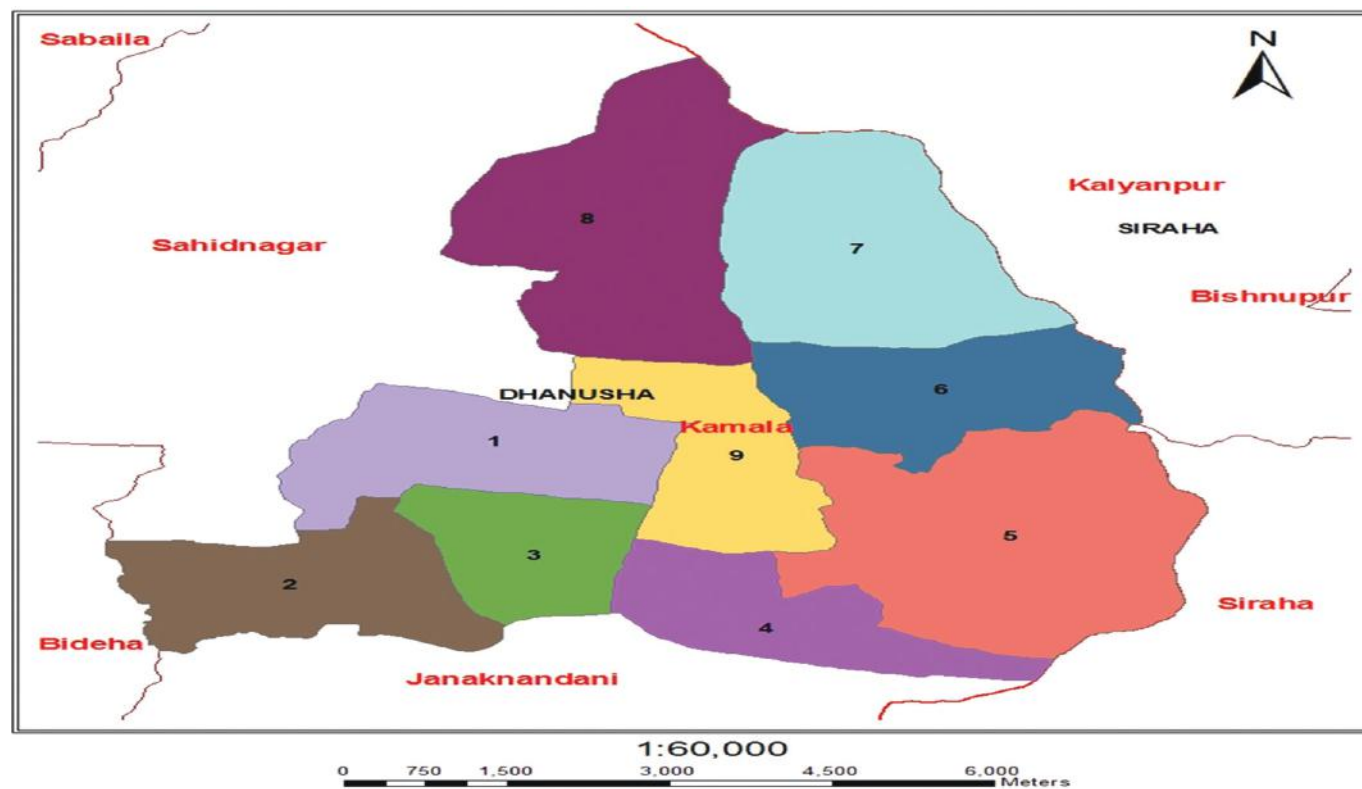 Sabaila
N
Kalyanpur
8
SIRAHA
Sahidnagar
7
Bishnupur
DHANUSHA
6
Kamala
1
9
5
3
2
Siraha
4
Bideha
Janaknandani
1:60,000
0 750 1,500 3,000 4,500 6,000
Meters